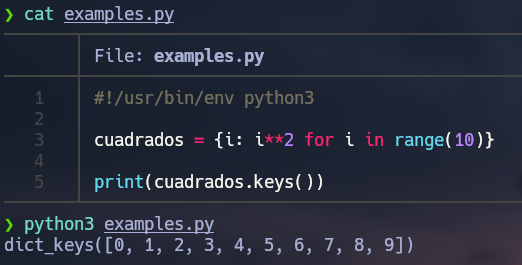 ❯ cat examples.py
File: examples.py
1 #!/usr/bin/env python3
2
3 cuadrados = {i: i**2 for i in range(10)}
4
5 print(cuadrados.keys())
❯ python3 examples.py
dict_keys([0, 1, 2, 3, 4, 5, 6, 7, 8, 9])